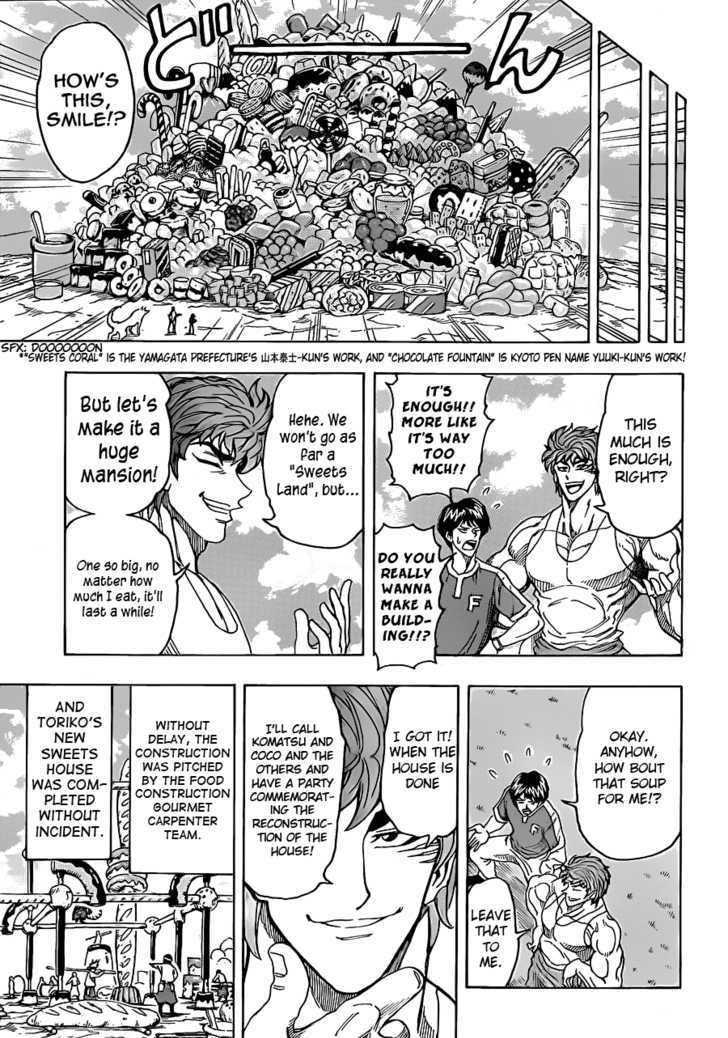 ど
ん
HOW'S
THIS,
SMILE!?
SFX: DOOOOOOON
*"SWEETS CORAL" IS THE YAMAGATA PREFECTURE'S 山本泰士-KUN'S WORK, AND "CHOCOLATE FOUNTAIN" IS KYOTO PEN NAME YUUKI-KUN'S WORK!
THIS
MUCH IS
ENOUGH,
RIGHT?
IT'S
ENOUGH!!
MORE LIKE
IT'S WAY
TOO
MUCH!!
DO YOU
REALLY
WANNA
MAKE A
BUILD-
ING!!?
F
Hehe. We
won't go as
far a
"Sweets
Land", but...
But let's
make it a
huge
mansion!
One so big, no
matter how
much I eat, it'll
last a while!
OKAY.
ANYHOW,
HOW BOUT
THAT SOUP
FOR ME!?
F
LEAVE
THAT
TO ME.
I GOT IT!
WHEN THE
HOUSE IS
DONE
I'LL CALL
KOMATSU AND
COCO AND THE
OTHERS AND
HAVE A PARTY
COMMEMORAT-
ING THE
RECONSTRUC-
TION OF THE
HOUSE!
WITHOUT
DELAY, THE
CONSTRUCTION
WAS PITCHED
BY THE FOOD
CONSTRUCTION
GOURMET
CARPENTER
TEAM.
AND
TORIKO'S
NEW
SWEETS
HOUSE
WAS COM-
PLETED
WITHOUT
INCIDENT.